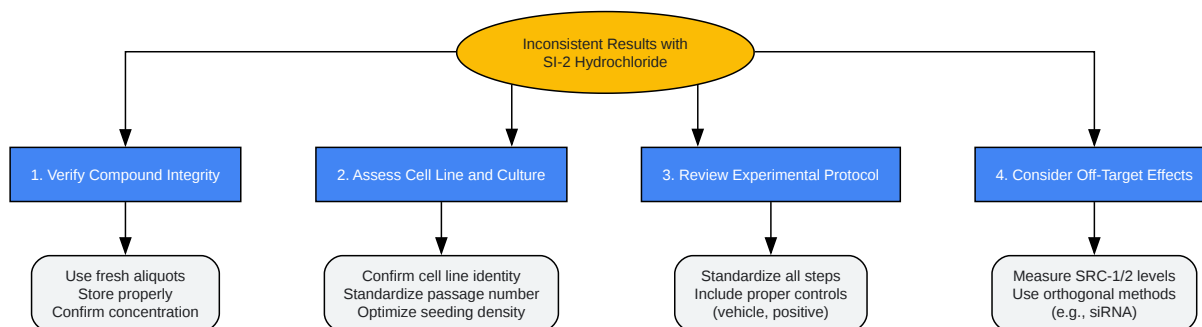 Inconsistent Results with
SI-2 Hydrochloride
1. Verify Compound Integrity
2. Assess Cell Line and Culture
3. Review Experimental Protocol
4. Consider Off-Target Effects
Use fresh aliquots
Store properly
Confirm concentration
Confirm cell line identity
Standardize passage number
Optimize seeding density
Standardize all steps
Include proper controls
(vehicle, positive)
Measure SRC-1/2 levels
Use orthogonal methods
(e.g., siRNA)